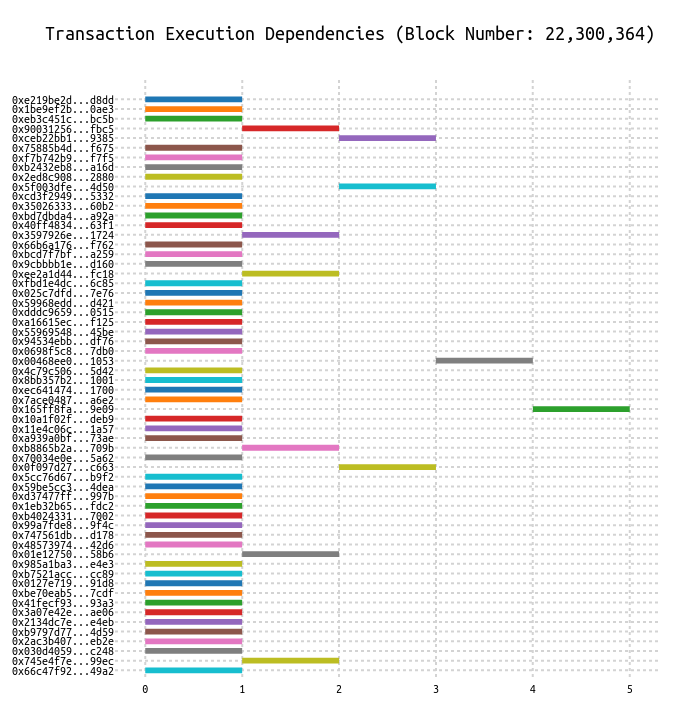 Transaction Execution Dependencies (Block Number: 22,300,364)
0xe219be2d...d8dd
0x1be9ef2b...0ae3
0xeb3c451c...bc5b
0x90031256...fbc5
0xceb22bb1...9385
0x75885b4d...f675
0xf7b742b9...f7f5
0xb2432eb8...a16d
0x2ed8c908...2880
0x5f003dfe...4d50
0xcd3f2949...5332
0x35026333...60b2
0xbd7dbda4...a92a
0x40ff4834...63f1
0x3597926e...1724
0x66b6a176...f762
0xbcd7f7bf...a259
0x9cbbbb1e...d160
0xee2a1d44...fc18
0xfbd1e4dc...6c85
0x025c7dfd...7e76
0x59968edd...d421
0xdddc9659...0515
0xa16615ec...f125
0x55969548...45be
0x94534ebb...df76
0x0698f5c8...7db0
0x00468ee0...1053
0x4c79c506...5d42
0x8bb357b2...1001
0xec641474...1700
0x7ace0487...a6e2
0x165ff8fa...9e09
0x10a1f02f...deb9
0x11e4c06c...1a57
0xa939a0bf...73ae
0xb8865b2a...709b
0x70034e0e...5a62
0x0f097d27...c663
0x5cc76d67...b9f2
0x59be5cc3...4dea
0xd37477ff...997b
0x1eb32b65...fdc2
0xb4024331...7002
0x99a7fde8...9f4c
0x747561db...d178
0x48573974...42d6
0x01e12750...58b6
0x985a1ba3...e4e3
0xb7521acc...cc89
0x0127e719...91d8
0xbe70eab5...7cdf
0x41fecf93...93a3
0x3a07e42e...ae06
0x2134dc7e...e4eb
0xb9797d77...4d59
0x2ac3b407...eb2e
0x030d4059...c248
0x745e4f7e...99ec
0x66c47f92...49a2
0 1 2 3 4 5